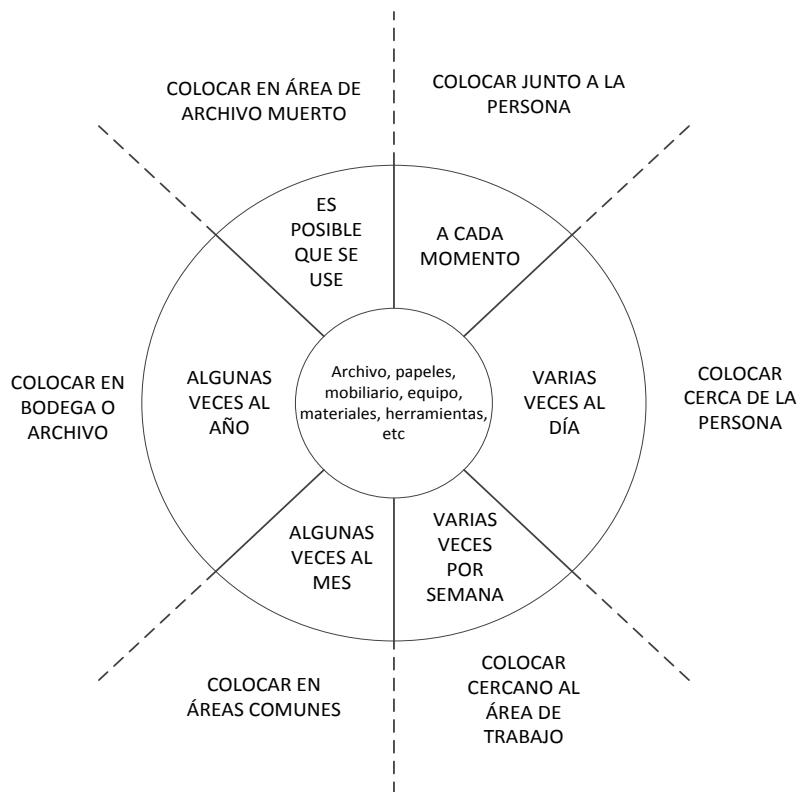 COLOCAR EN ÁREA DE
ARCHIVO MUERTO
COLOCAR JUNTO A LA
PERSONA
ES
POSIBLE
QUE SE
USE
A CADA
MOMENTO
COLOCAR EN
BODEGA O
ARCHIVO
ALGUNAS
VECES AL
AÑO
Archivo, papeles,
mobiliario, equipo,
materiales, herramientas,
etc
VARIAS
VECES AL
DÍA
COLOCAR
CERCA DE LA
PERSONA
ALGUNAS
VECES AL
MES
VARIAS
VECES
POR
SEMANA
COLOCAR EN
ÁREAS COMUNES
COLOCAR
CERCANO AL
ÁREA DE
TRABAJO